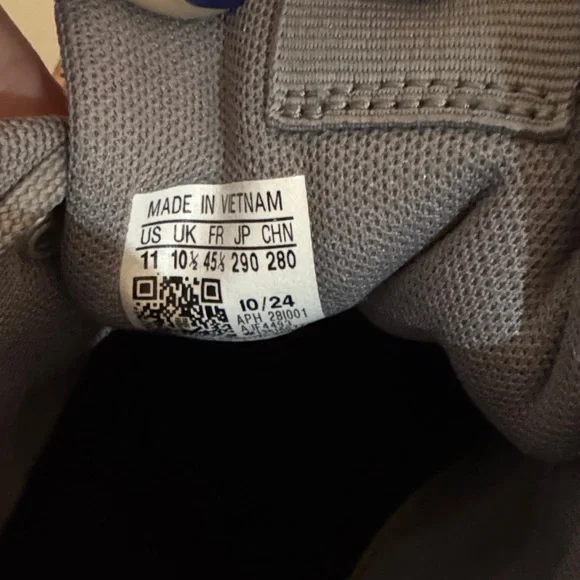 MADE IN VIETNAM
US UK FR JP CHN
11 10½ 45⅓ 290 280
10/24
APH 28I001